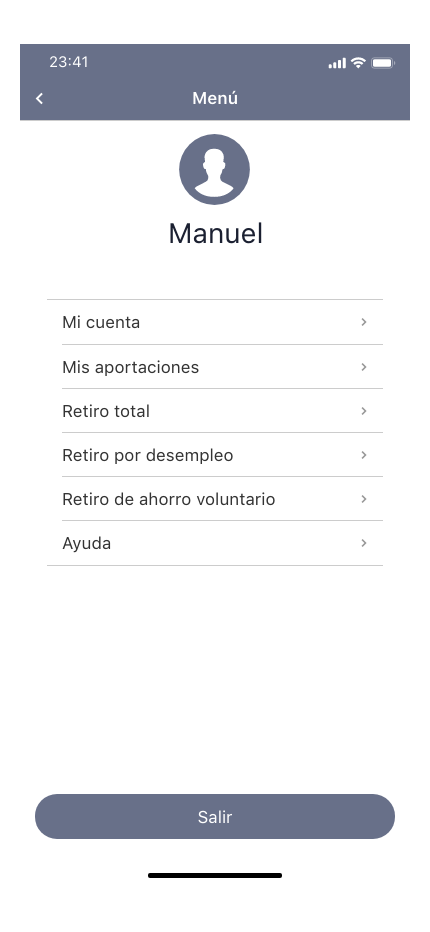 23:41
Menú
Manuel
Mi cuenta
Mis aportaciones
Retiro total
Retiro por desempleo
Retiro de ahorro voluntario
Ayuda
Salir